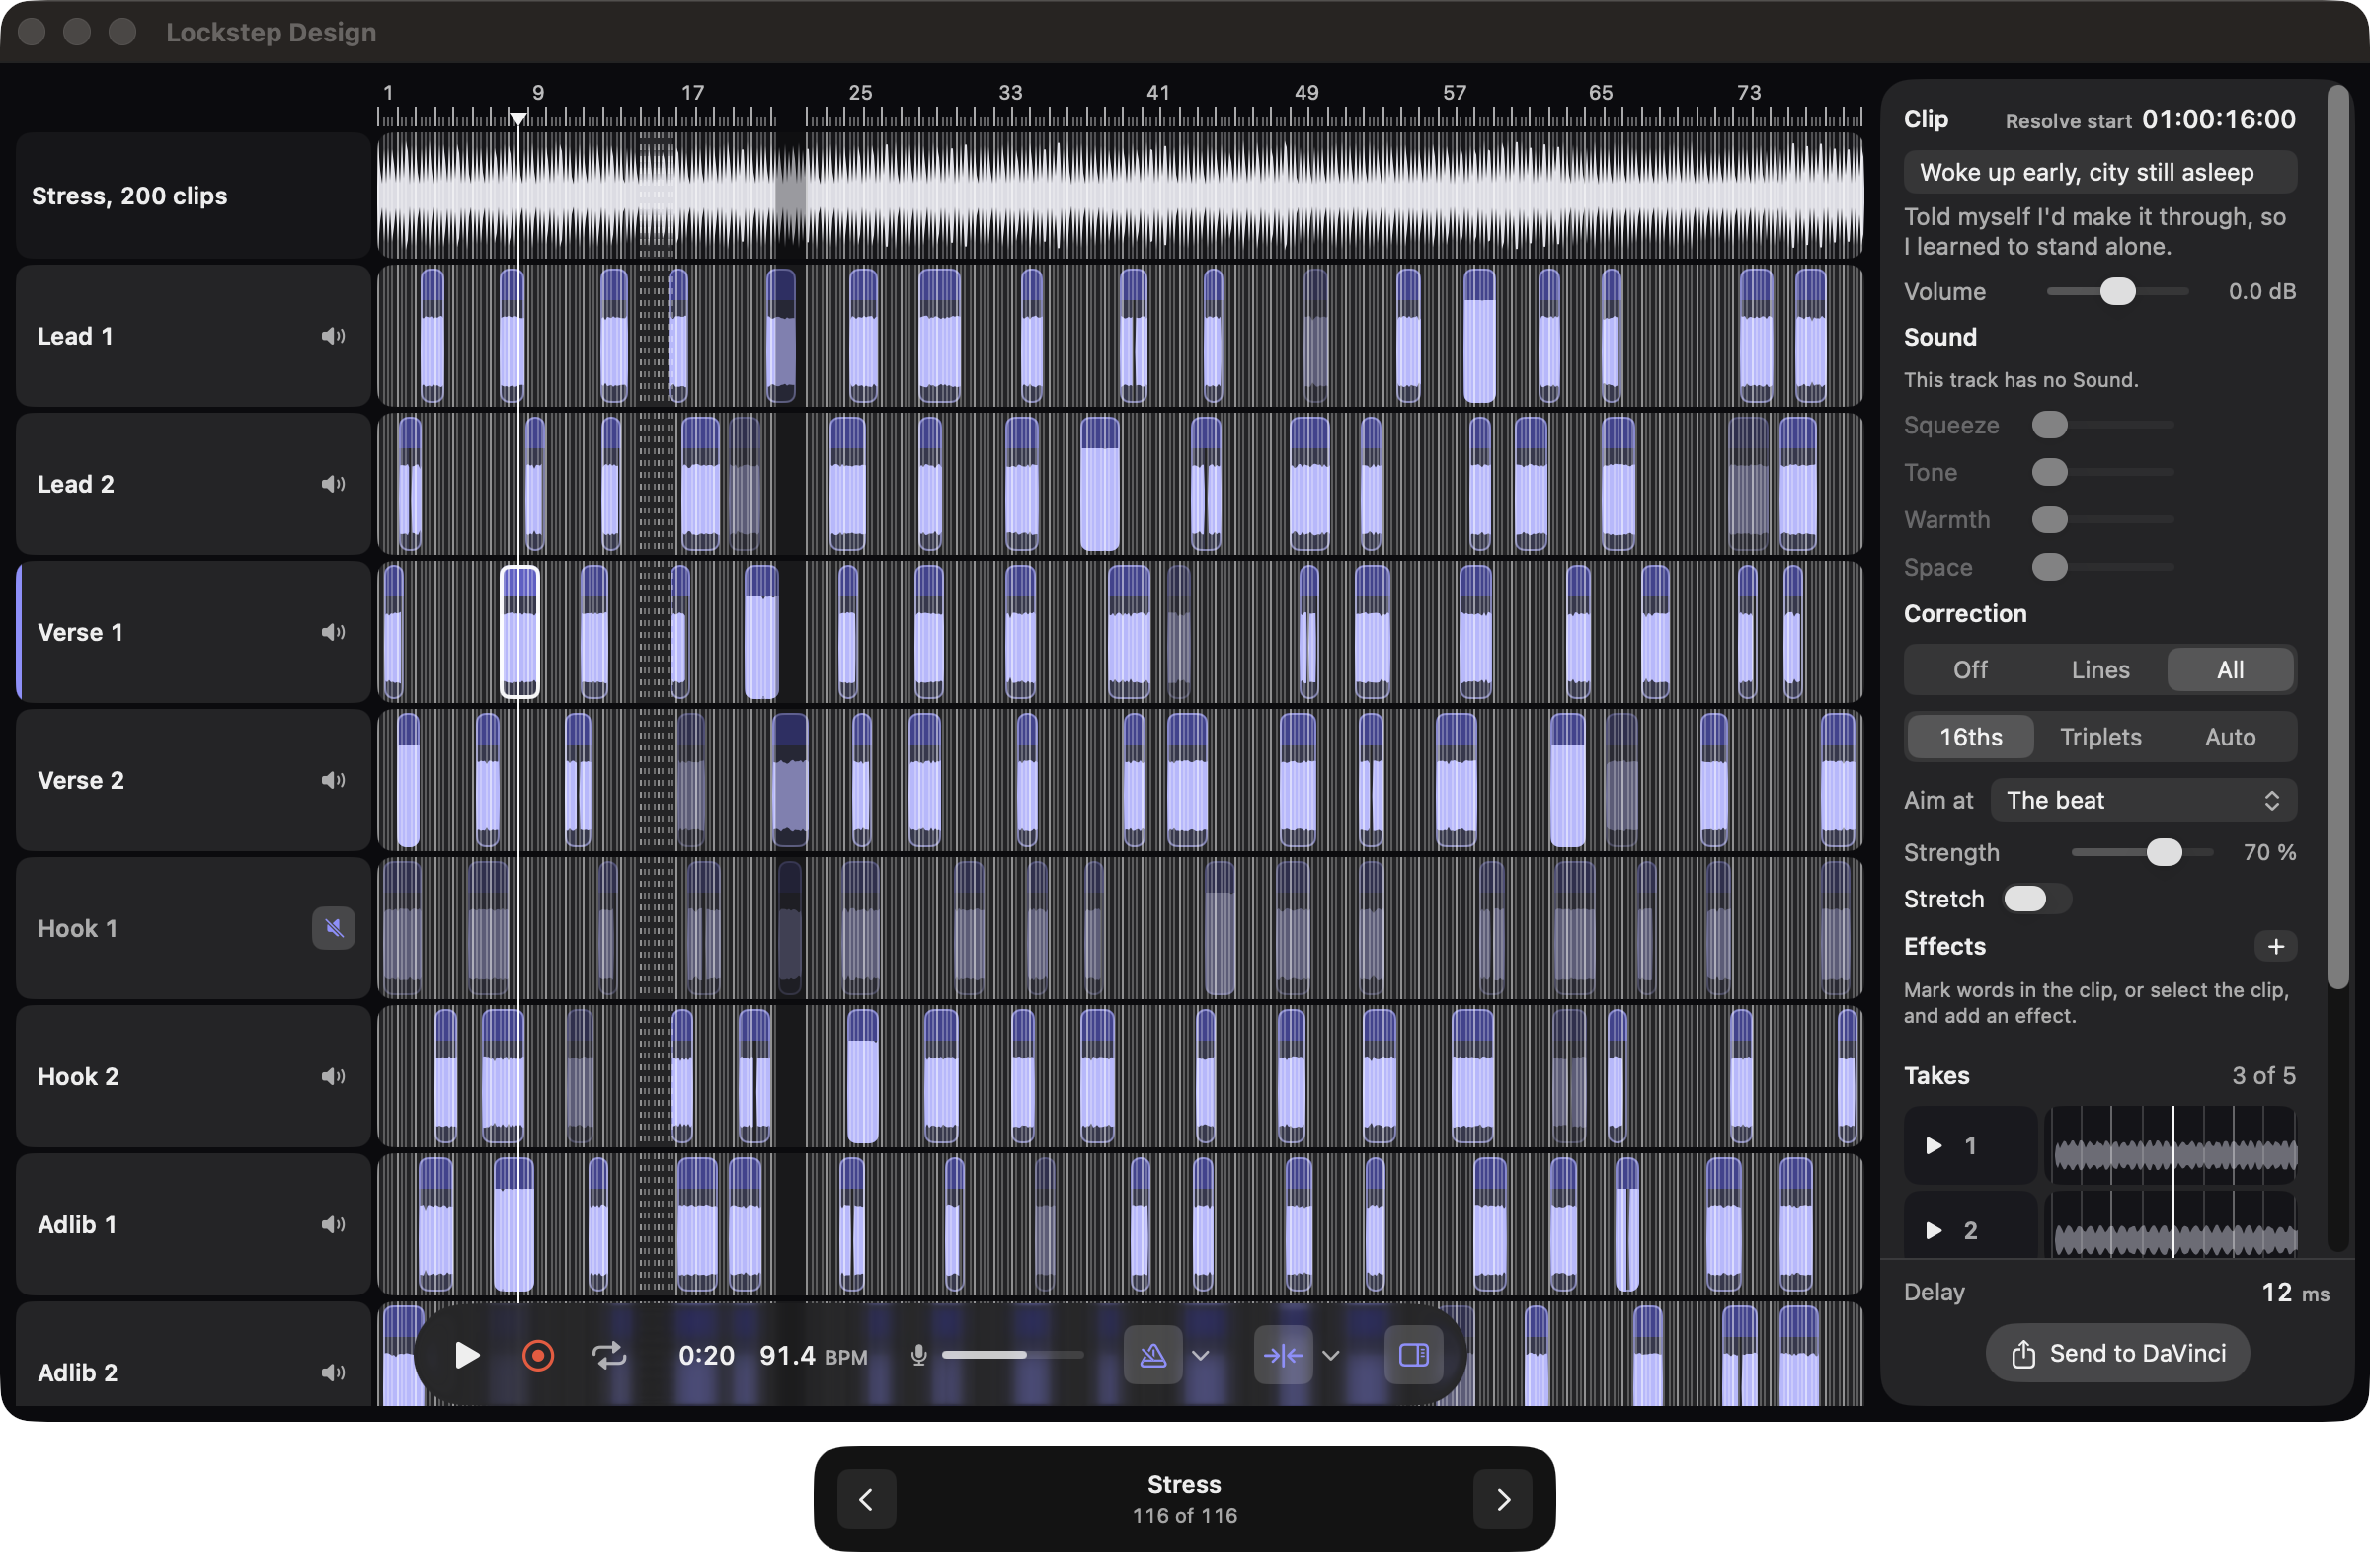 Lockstep Design
1 9 17 25 33 41 49 57 65 73
Stress, 200 clips
Lead 1
Lead 2
Verse 1
Verse 2
Hook 1
Hook 2
Adlib 1
Adlib 2
0:20 91.4 BPM
Clip Resolve start 01:00:16:00
Woke up early, city still asleep
Told myself I'd make it through, so
I learned to stand alone.
Volume 0.0 dB
Sound
This track has no Sound.
Squeeze
Tone
Warmth
Space
Correction
Off Lines All
16ths Triplets Auto
Aim at The beat
Strength 70 %
Stretch
Effects +
Mark words in the clip, or select the clip,
and add an effect.
Takes 3 of 5
1
2
Delay 12 ms
Send to DaVinci
Stress
116 of 116